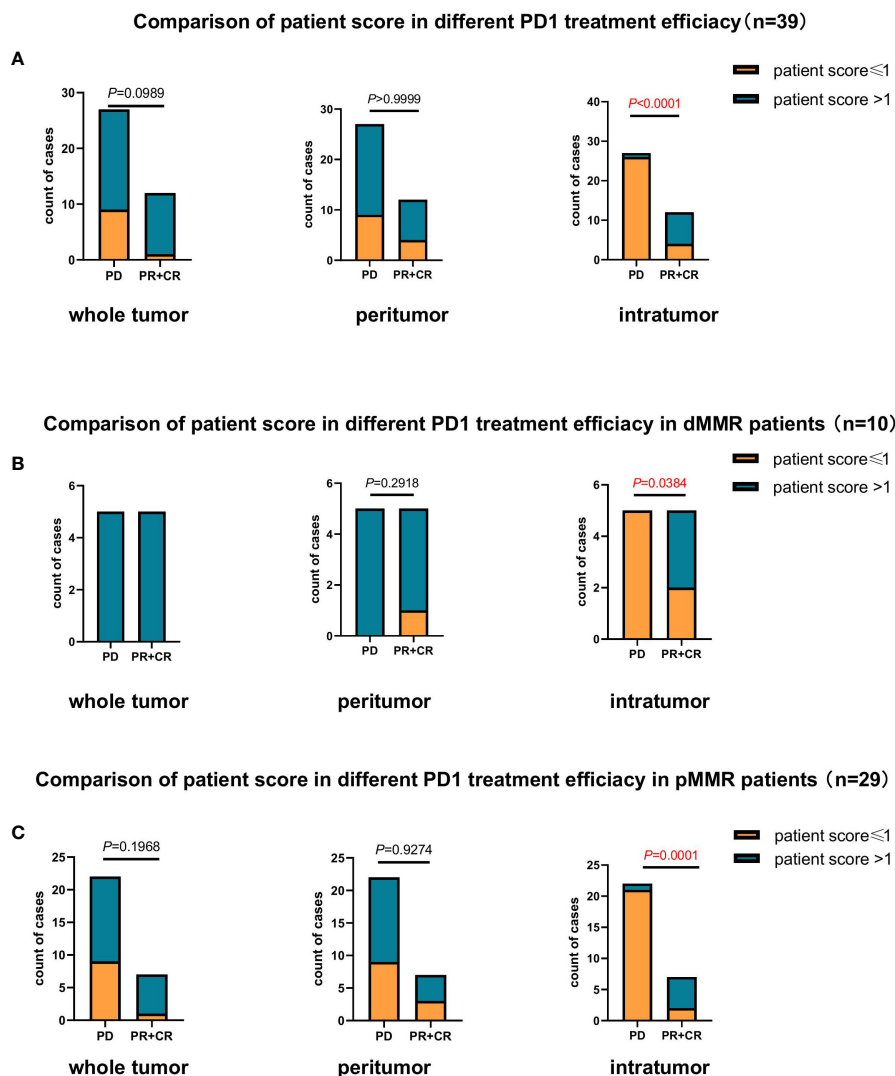 Comparison of patient score in different PD1 treatment efficiacy（n=39）
A
patient score≤1
patient score >1
P=0.0989
30
20
10
0
count of cases
PD PR+CR
whole tumor
P>0.9999
30
20
10
0
count of cases
PD PR+CR
peritumor
P<0.0001
40
30
20
10
0
count of cases
PD PR+CR
intratumor
Comparison of patient score in different PD1 treatment efficiacy in dMMR patients（n=10）
B
patient score≤1
patient score >1
6
4
2
0
count of cases
PD PR+CR
whole tumor
P=0.2918
6
4
2
0
count of cases
PD PR+CR
peritumor
P=0.0384
6
4
2
0
count of cases
PD PR+CR
intratumor
Comparison of patient score in different PD1 treatment efficiacy in pMMR patients（n=29）
C
patient score≤1
patient score >1
P=0.1968
25
20
15
10
5
0
count of cases
PD PR+CR
whole tumor
P=0.9274
25
20
15
10
5
0
count of cases
PD PR+CR
peritumor
P=0.0001
25
20
15
10
5
0
count of cases
PD PR+CR
intratumor